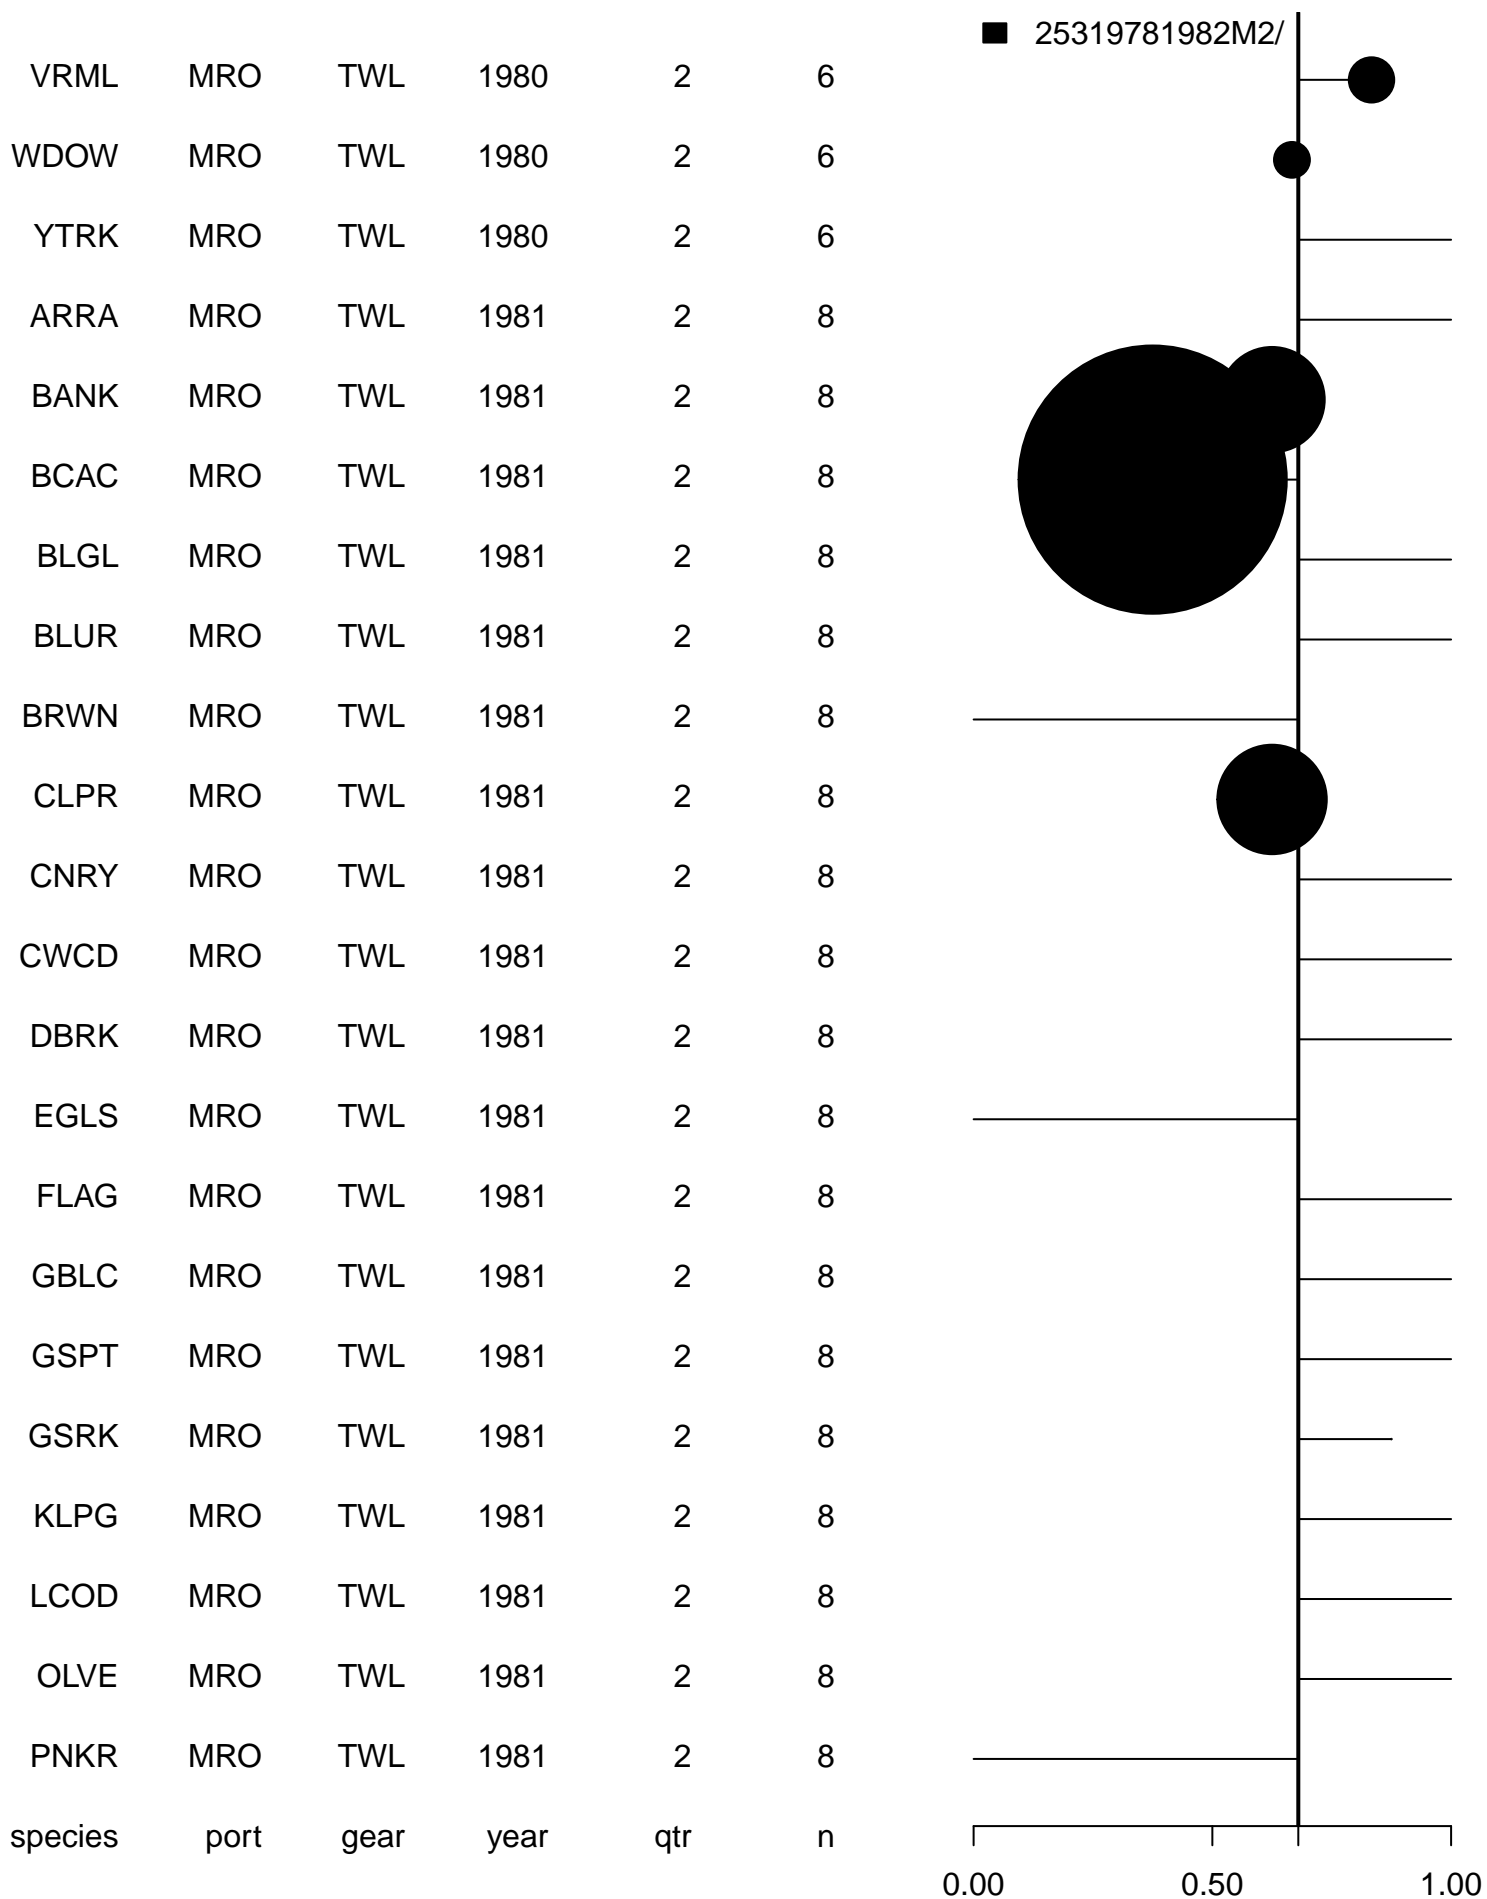 25319781982M2/
VRML MRO TWL 1980 2 6
WDOW MRO TWL 1980 2 6
YTRK MRO TWL 1980 2 6
ARRA MRO TWL 1981 2 8
BANK MRO TWL 1981 2 8
BCAC MRO TWL 1981 2 8
BLGL MRO TWL 1981 2 8
BLUR MRO TWL 1981 2 8
BRWN MRO TWL 1981 2 8
CLPR MRO TWL 1981 2 8
CNRY MRO TWL 1981 2 8
CWCD MRO TWL 1981 2 8
DBRK MRO TWL 1981 2 8
EGLS MRO TWL 1981 2 8
FLAG MRO TWL 1981 2 8
GBLC MRO TWL 1981 2 8
GSPT MRO TWL 1981 2 8
GSRK MRO TWL 1981 2 8
KLPG MRO TWL 1981 2 8
LCOD MRO TWL 1981 2 8
OLVE MRO TWL 1981 2 8
PNKR MRO TWL 1981 2 8
species port gear year qtr n
0.00 0.50 1.00